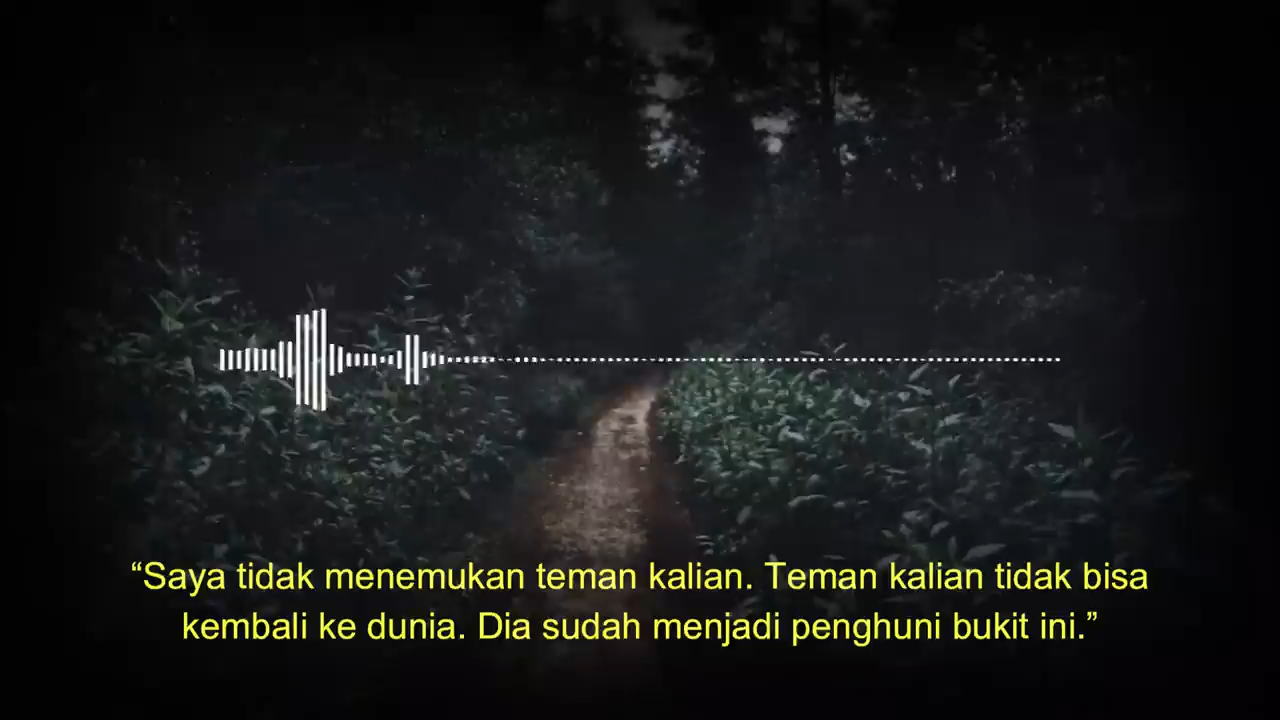 “Saya tidak menemukan teman kalian. Teman kalian tidak bisa
kembali ke dunia. Dia sudah menjadi penghuni bukit ini.”